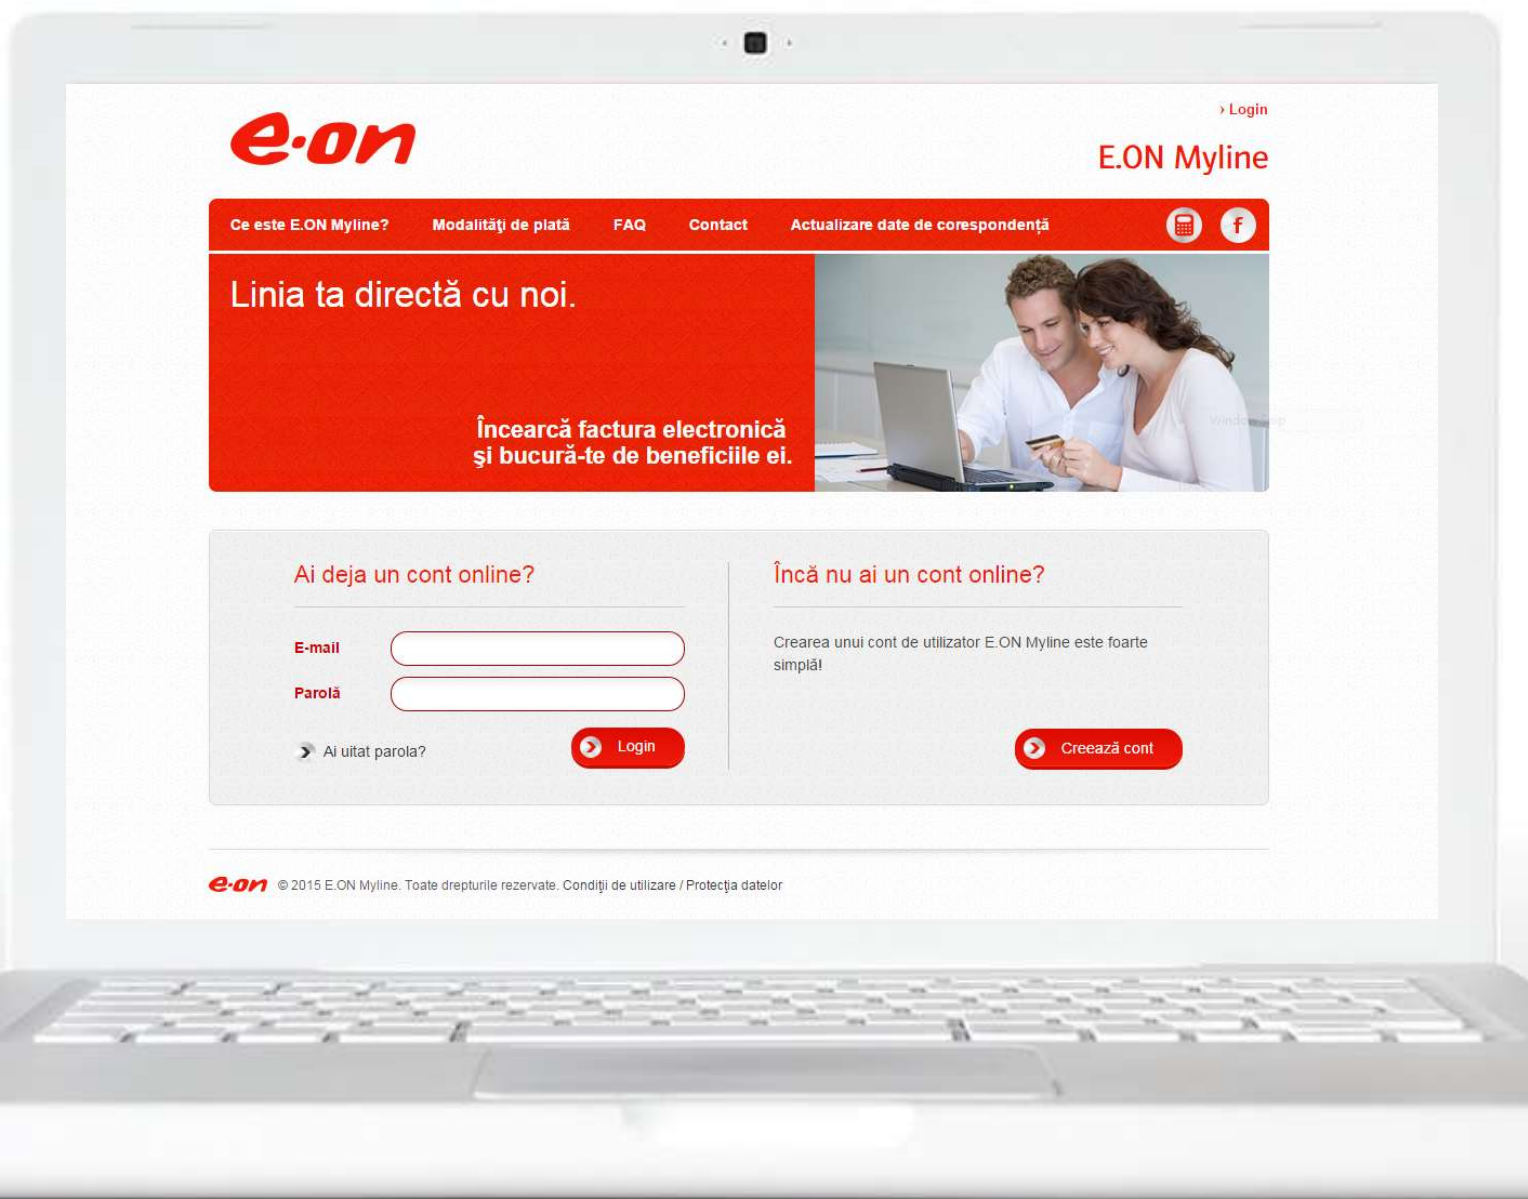 e·on
› Login
E.ON Myline
Ce este E.ON Myline? Modalităţi de plată FAQ Contact Actualizare date de corespondență f
Linia ta directă cu noi.
Încearcă factura electronică
şi bucură-te de beneficiile ei.
Ai deja un cont online?
E-mail
Parolă
Ai uitat parola?
Login
Încă nu ai un cont online?
Crearea unui cont de utilizator E.ON Myline este foarte
simplă!
Creează cont
e·on © 2015 E.ON Myline. Toate drepturile rezervate. Condiţii de utilizare / Protecţia datelor